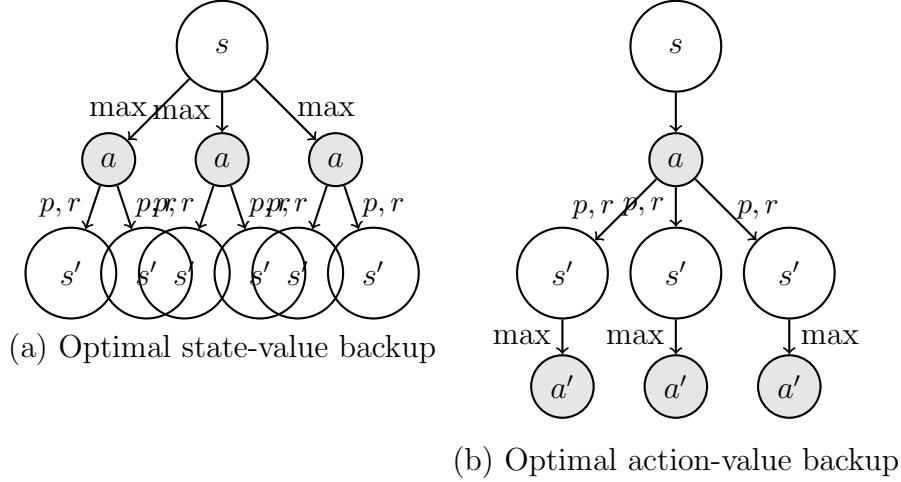 s
s
max max max
a a a
a
p, r p, r p, r p, r p, r p, r
p, r p, r p, r
s′ s′ s′ s′ s′ s′
s′ s′ s′
max max max
(a) Optimal state-value backup
a′ a′ a′
(b) Optimal action-value backup